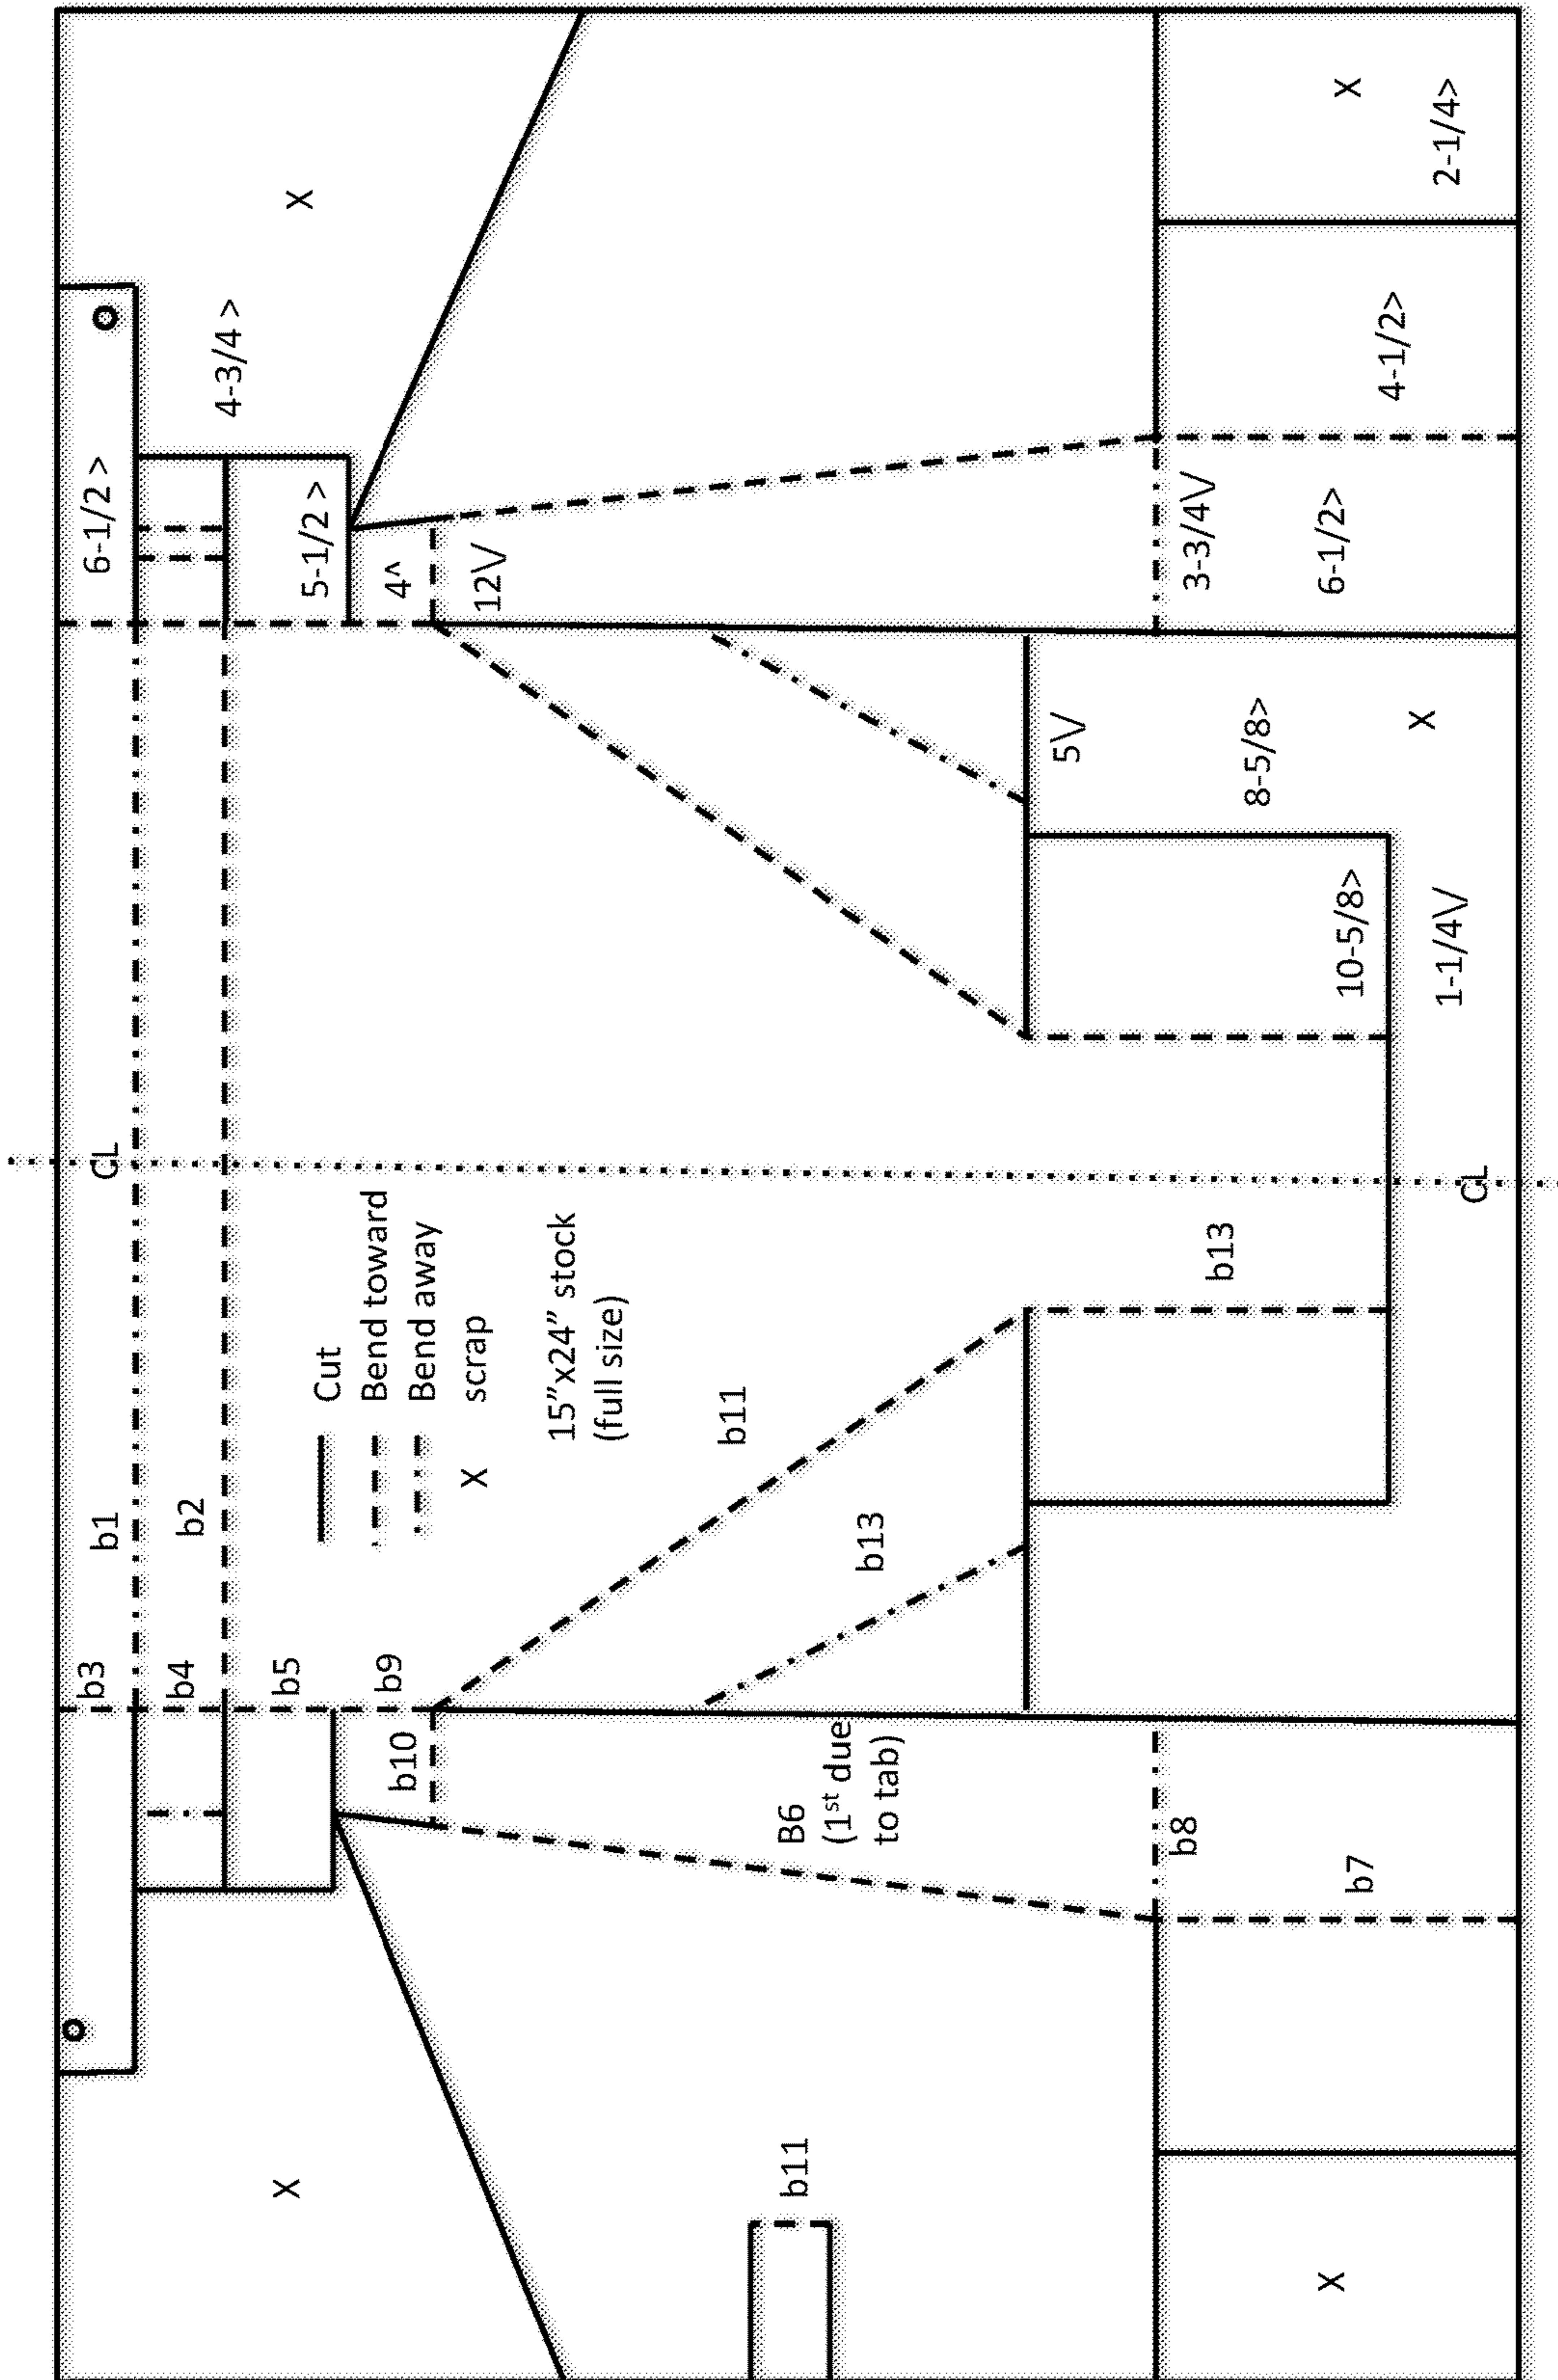 CL
b1
b2
b3
b4
b5
b9
b10
Cut
Bend toward
Bend away
X scrap
15”x24” stock
(full size)
b11
b13
b13
B6
(1st due
to tab)
b8
b7
b11
X
X
6-1/2 >
4-3/4 >
5-1/2 >
4^
12V
X
3-3/4V
6-1/2>
4-1/2>
2-1/4>
X
5V
8-5/8>
X
10-5/8>
1-1/4V
CL